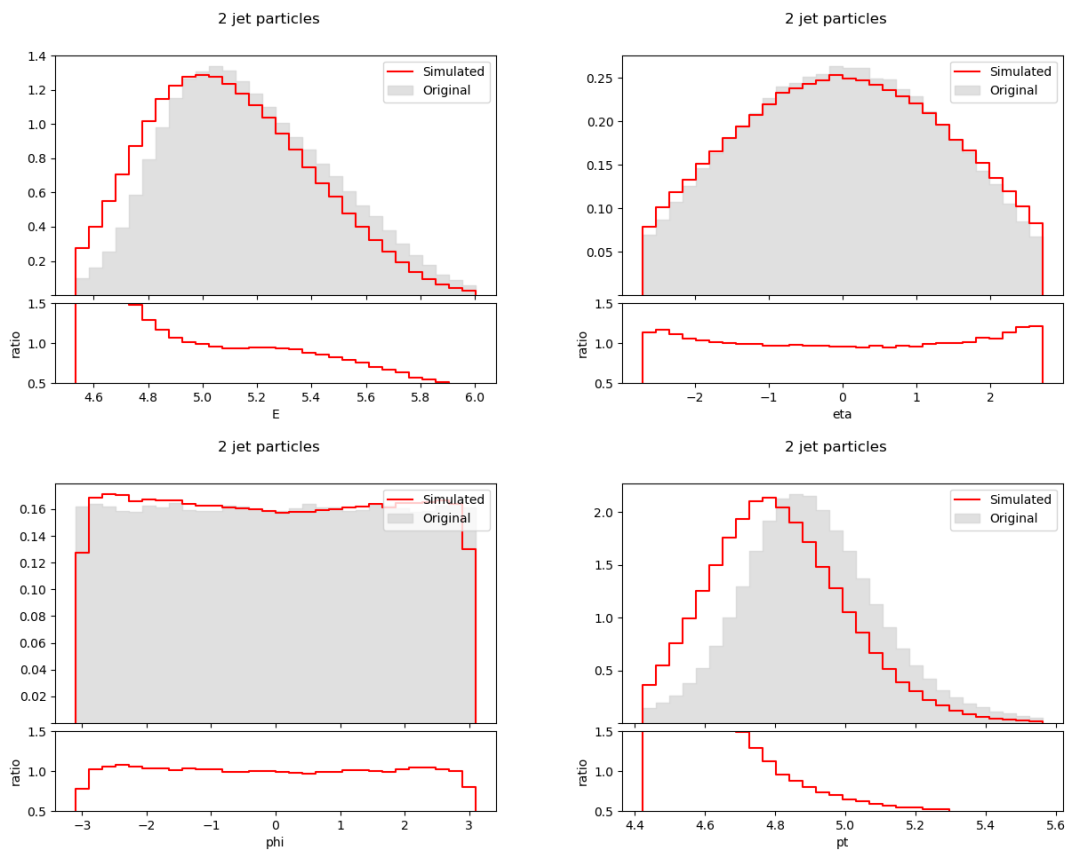 2 jet particles
1.4
1.2
1.0
0.8
0.6
0.4
0.2
Simulated
Original
1.5
1.0
0.5
ratio
4.6 4.8 5.0 5.2 5.4 5.6 5.8 6.0
E
2 jet particles
0.25
0.20
0.15
0.10
0.05
Simulated
Original
1.5
1.0
0.5
ratio
−2 −1 0 1 2
eta
2 jet particles
0.16
0.14
0.12
0.10
0.08
0.06
0.04
0.02
Simulated
Original
1.5
1.0
0.5
ratio
−3 −2 −1 0 1 2 3
phi
2 jet particles
2.0
1.5
1.0
0.5
Simulated
Original
1.5
1.0
0.5
ratio
4.4 4.6 4.8 5.0 5.2 5.4 5.6
pt